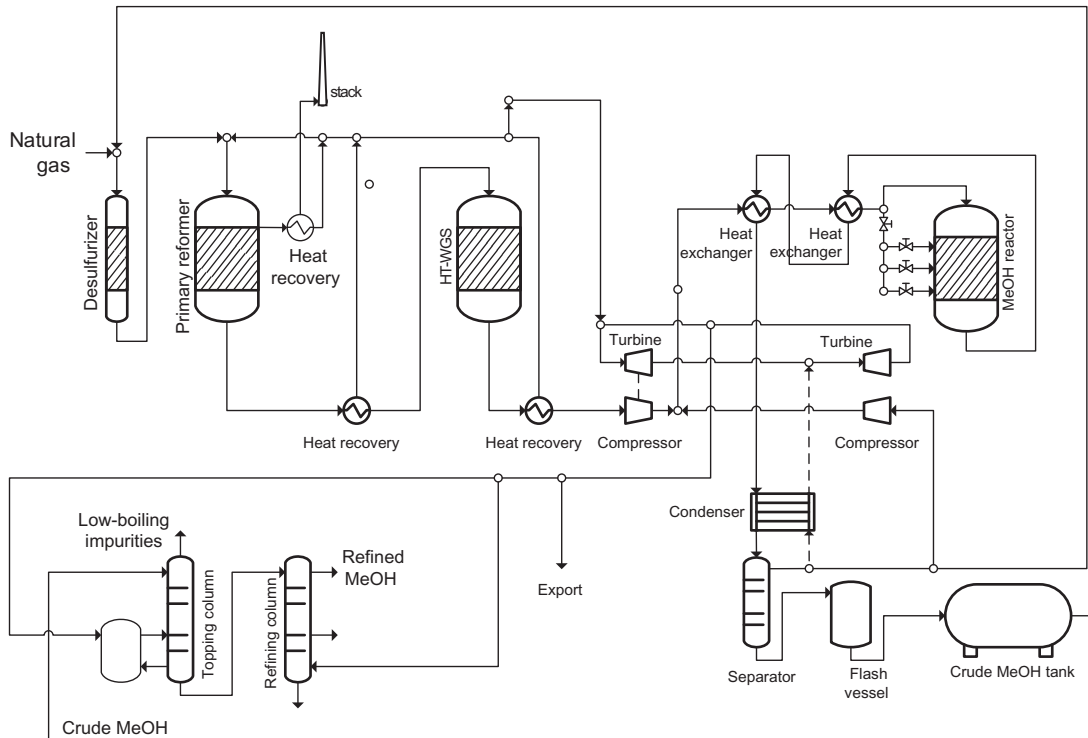 stack
Natural
gas
Desulfurizer
Primary reformer
Heat
recovery
HT-WGS
Heat
exchanger
Heat
exchanger
MeOH reactor
Turbine
Turbine
Heat recovery
Heat recovery
Compressor
Compressor
Condenser
Low-boiling
impurities
Topping column
Refining column
Refined
MeOH
Export
Separator
Flash
vessel
Crude MeOH tank
Crude MeOH